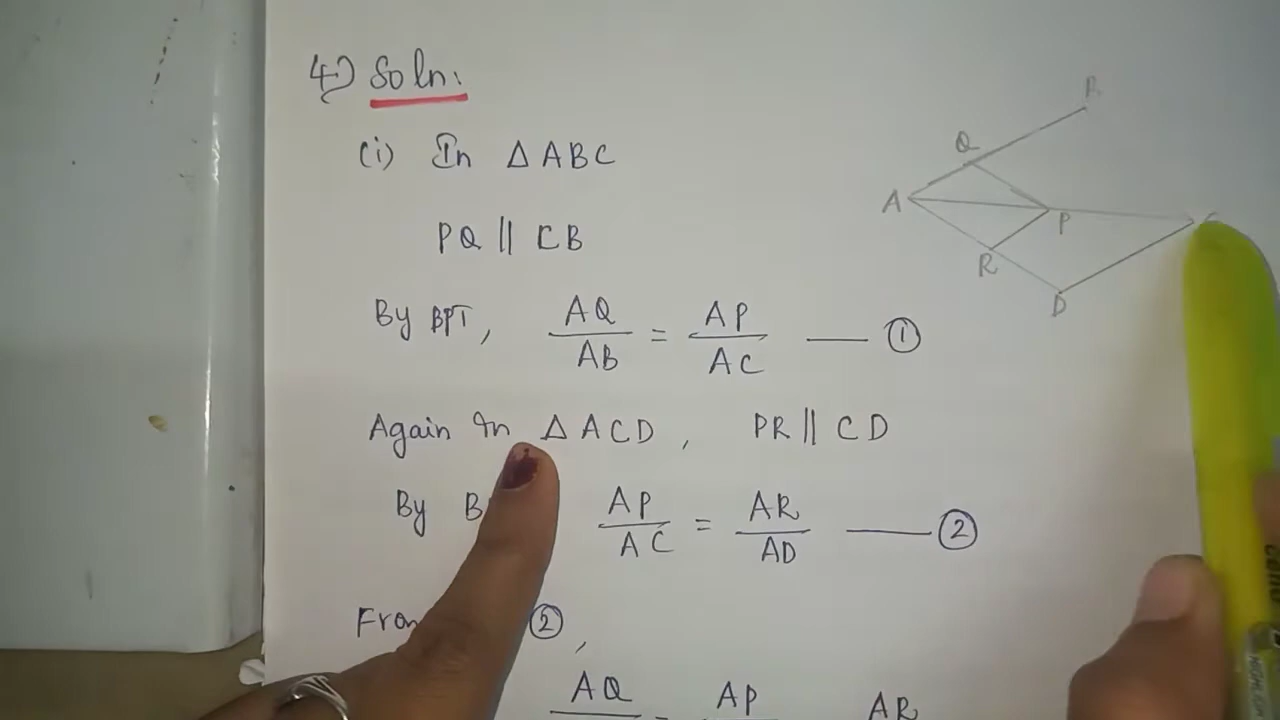 4.) Soln:
(i) In Δ ABC
PQ || CB
By BPT, AQ/AB = AP/AC —— ①
Again In Δ ACD, PR || CD
By AP/AC = AR/AD —— ②
②,
AQ = AP AR
Q
A
P
R
D